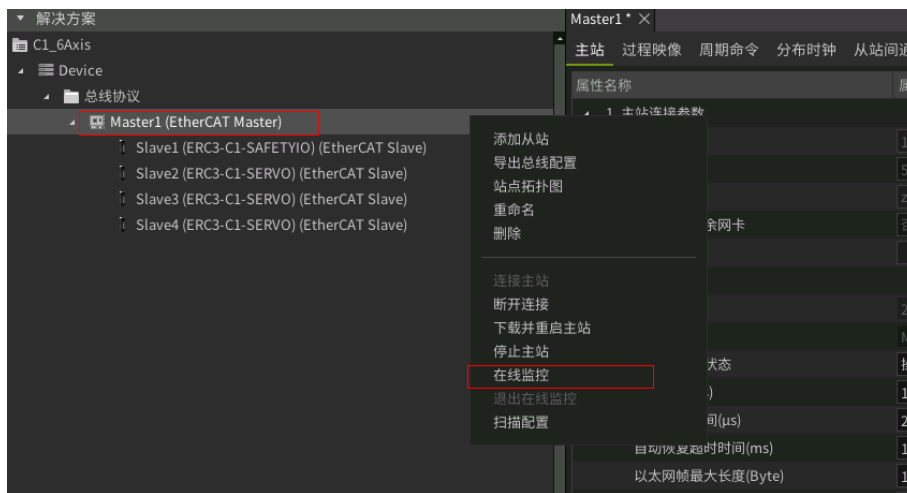 解决方案
C1_6Axis
Device
总线协议
Master1 (EtherCAT Master)
Slave1 (ERC3-C1-SAFETYIO) (EtherCAT Slave)
Slave2 (ERC3-C1-SERVO) (EtherCAT Slave)
Slave3 (ERC3-C1-SERVO) (EtherCAT Slave)
Slave4 (ERC3-C1-SERVO) (EtherCAT Slave)
添加从站
导出总线配置
站点拓扑图
重命名
删除
连接主站
断开连接
下载并重启主站
停止主站
在线监控
退出在线监控
扫描配置
Master1*
主站 过程映像 周期命令 分布时钟 从站间通
属性名称
1 主站连接参数
余网卡
状态
间(μs)
自动恢复超时时间(ms)
以太网帧最大长度(Byte)